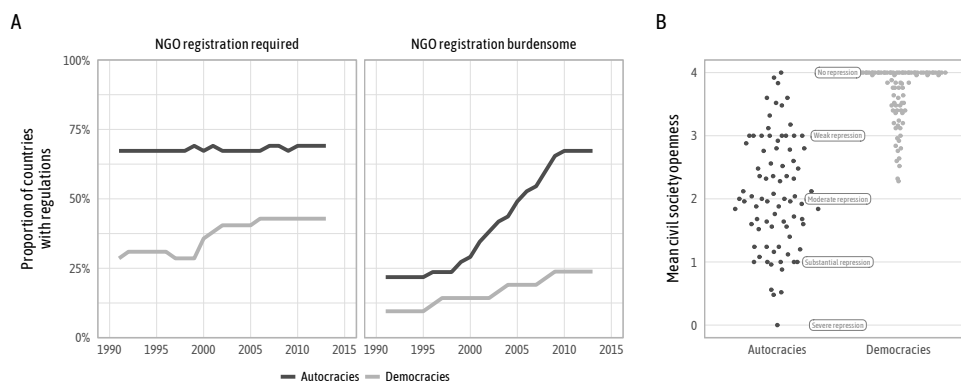 A
NGO registration required
NGO registration burdensome
Proportion of countries
with regulations
100%
75%
50%
25%
0%
1990 1995 2000 2005 2010 2015
1990 1995 2000 2005 2010 2015
Autocracies Democracies
B
Mean civil society openness
4
3
2
1
0
No repression
Weak repression
Moderate repression
Substantial repression
Severe repression
Autocracies Democracies